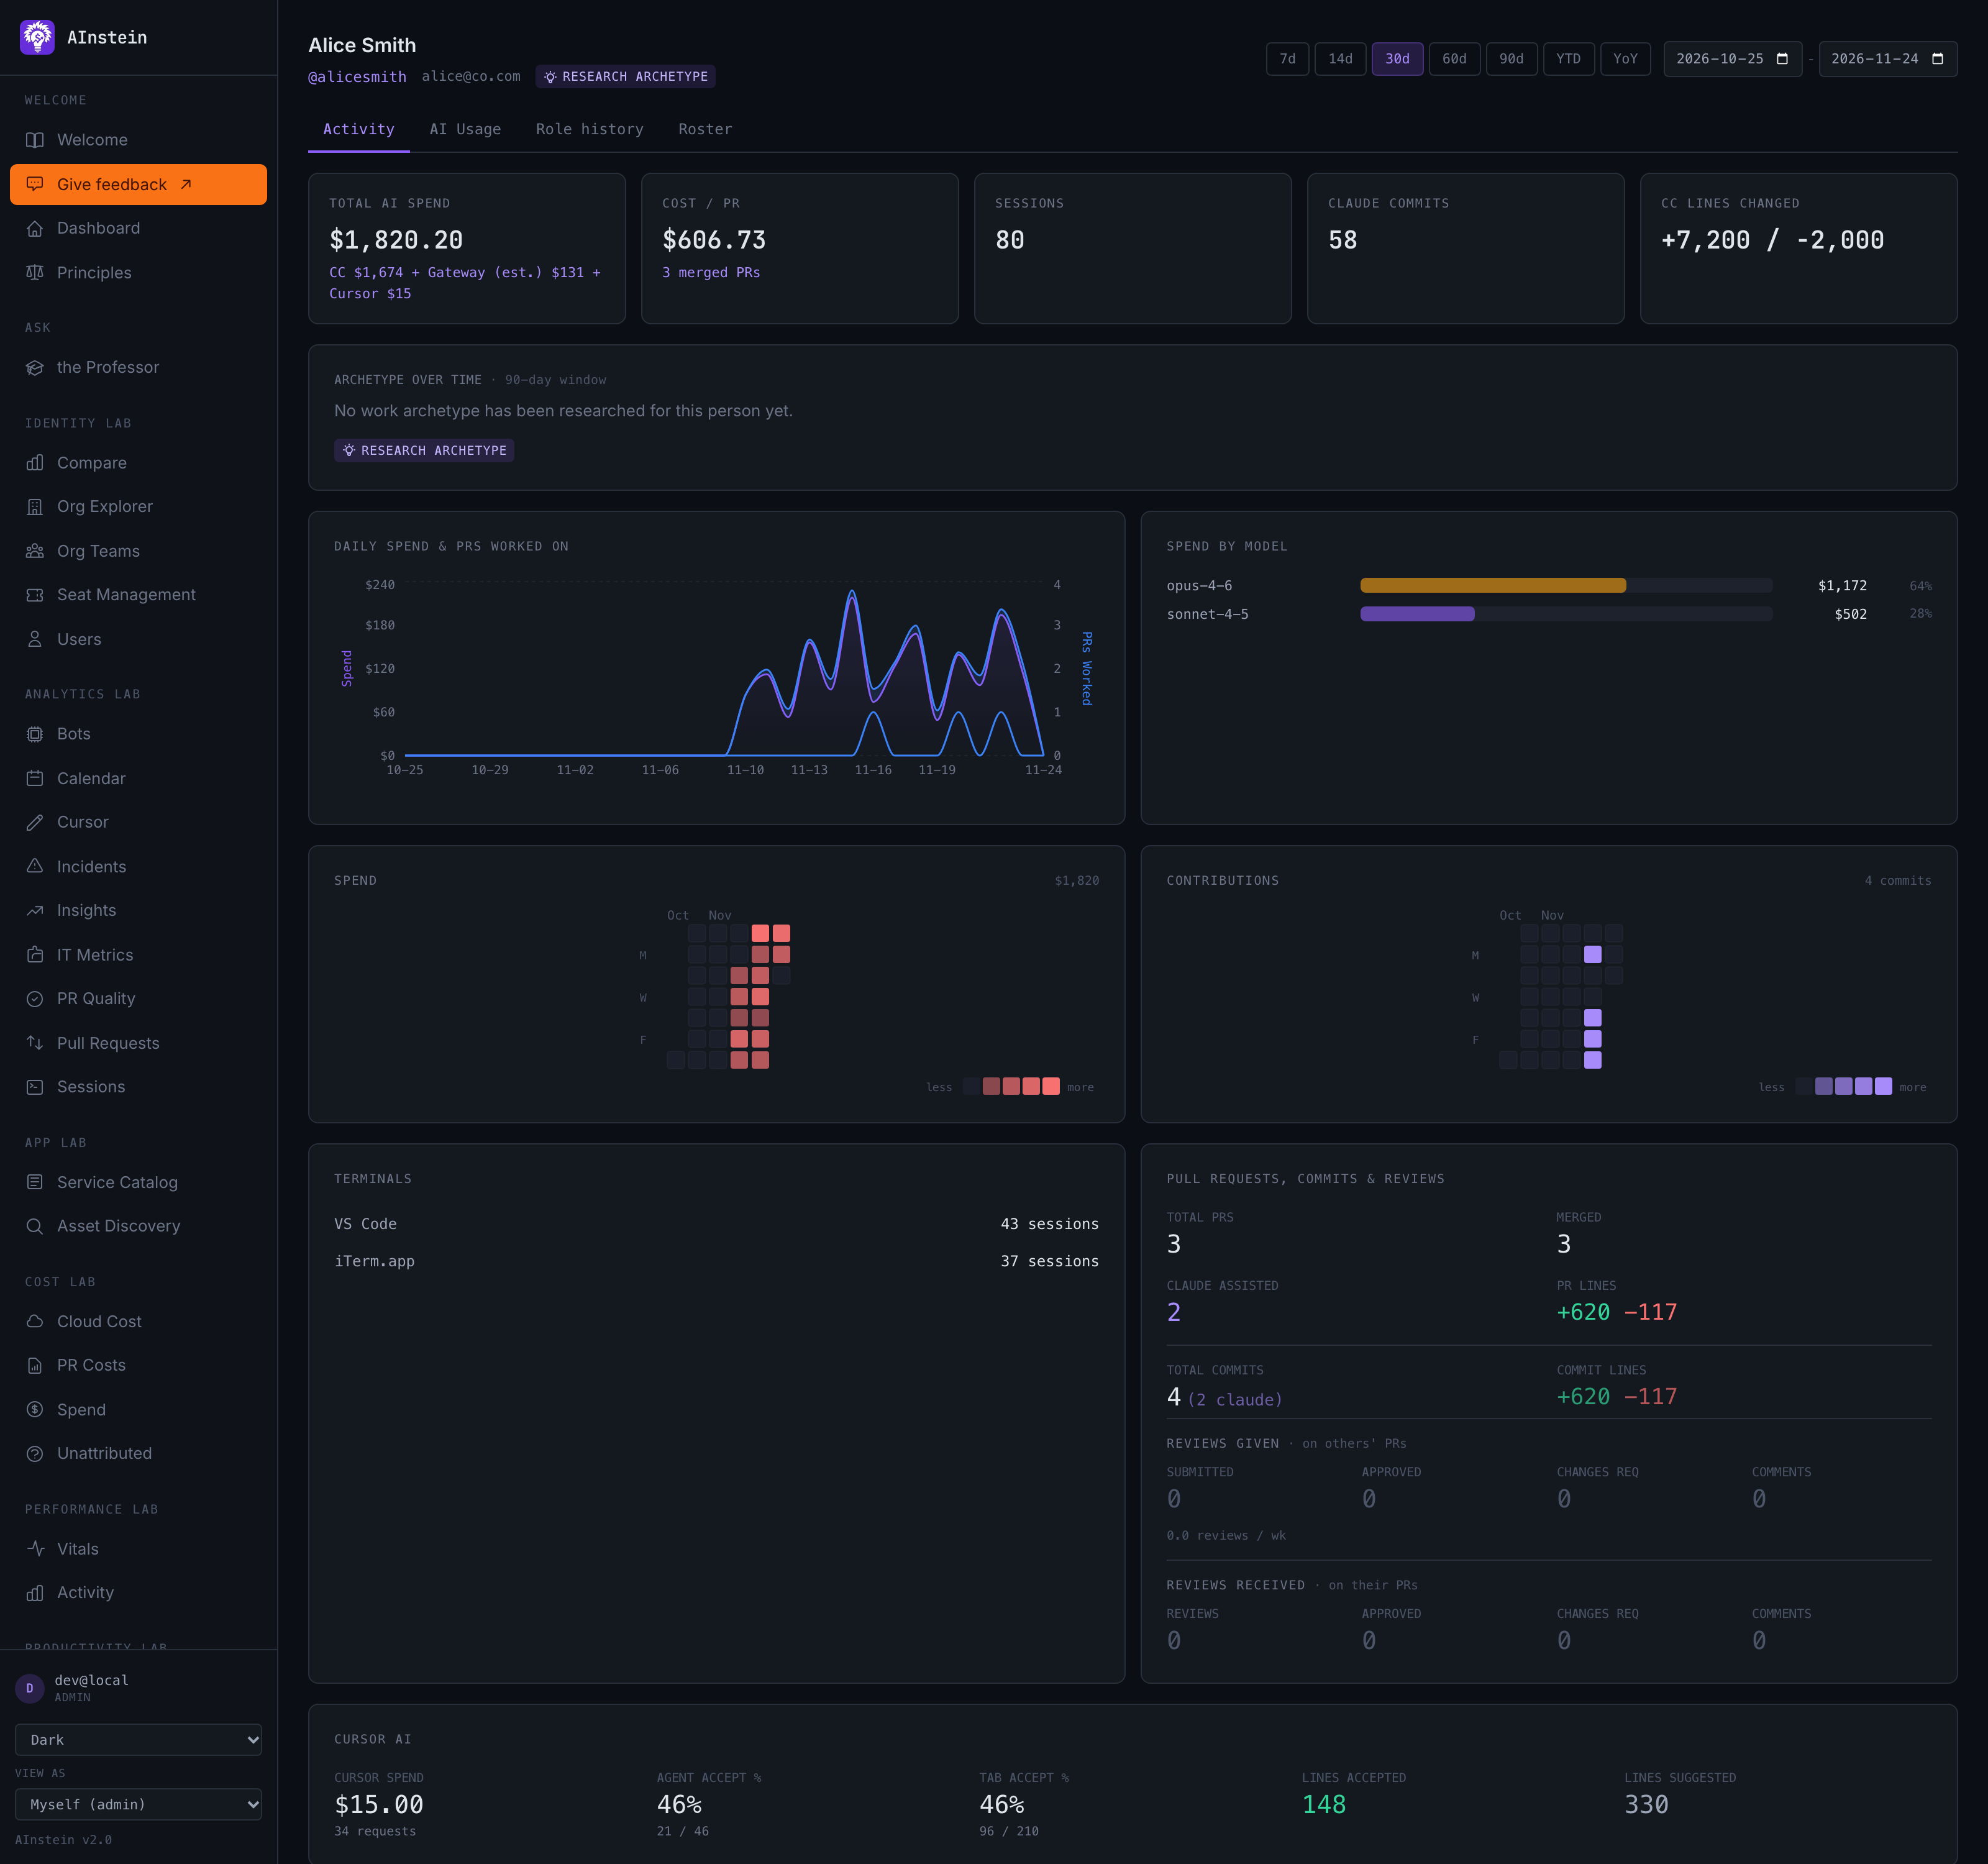 AInstein
WELCOME
Welcome
Give feedback
Dashboard
Principles
ASK
the Professor
IDENTITY LAB
Compare
Org Explorer
Org Teams
Seat Management
Users
ANALYTICS LAB
Bots
Calendar
Cursor
Incidents
Insights
IT Metrics
PR Quality
Pull Requests
Sessions
APP LAB
Service Catalog
Asset Discovery
COST LAB
Cloud Cost
PR Costs
Spend
Unattributed
PERFORMANCE LAB
Vitals
Activity
PRODUCTIVITY LAB
D
dev@local
ADMIN
Dark
VIEW AS
Myself (admin)
AInstein v2.0
Alice Smith
@alicesmith alice@co.com RESEARCH ARCHETYPE
7d 14d 30d 60d 90d YTD YoY 2026-10-25 - 2026-11-24
Activity AI Usage Role history Roster
TOTAL AI SPEND
$1,820.20
CC $1,674 + Gateway (est.) $131 +
Cursor $15
COST / PR
$606.73
3 merged PRs
SESSIONS
80
CLAUDE COMMITS
58
CC LINES CHANGED
+7,200 / -2,000
ARCHETYPE OVER TIME · 90-day window
No work archetype has been researched for this person yet.
RESEARCH ARCHETYPE
DAILY SPEND & PRS WORKED ON
Spend
$240
$180
$120
$60
$0
4
3
2
1
0
PRs Worked
10-25 10-29 11-02 11-06 11-10 11-13 11-16 11-19 11-24
SPEND BY MODEL
opus-4-6 $1,172 64%
sonnet-4-5 $502 28%
SPEND $1,820
Oct Nov
M
W
F
less more
CONTRIBUTIONS 4 commits
Oct Nov
M
W
F
less more
TERMINALS
VS Code 43 sessions
iTerm.app 37 sessions
PULL REQUESTS, COMMITS & REVIEWS
TOTAL PRS MERGED
3 3
CLAUDE ASSISTED PR LINES
2 +620 -117
TOTAL COMMITS COMMIT LINES
4 (2 claude) +620 -117
REVIEWS GIVEN · on others' PRs
SUBMITTED APPROVED CHANGES REQ COMMENTS
0 0 0 0
0.0 reviews / wk
REVIEWS RECEIVED · on their PRs
REVIEWS APPROVED CHANGES REQ COMMENTS
0 0 0 0
CURSOR AI
CURSOR SPEND AGENT ACCEPT % TAB ACCEPT % LINES ACCEPTED LINES SUGGESTED
$15.00 46% 46% 148 330
34 requests 21 / 46 96 / 210